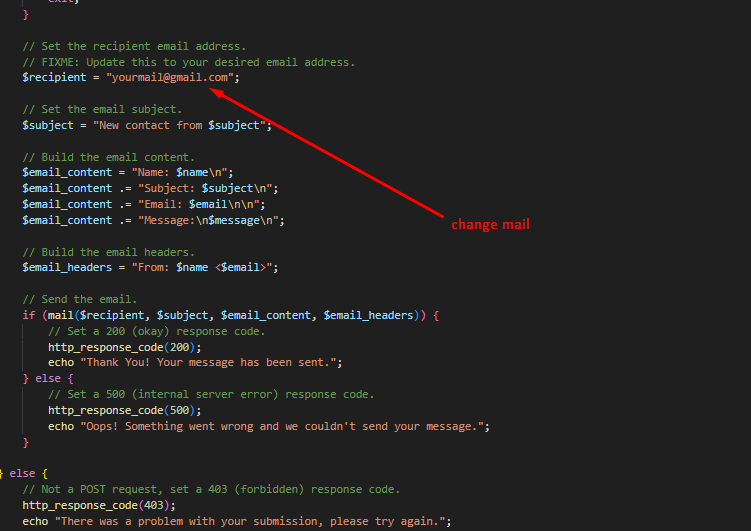 exit;
}
// Set the recipient email address.
// FIXME: Update this to your desired email address.
$recipient = "yourmail@gmail.com";
// Set the email subject.
$subject = "New contact from $subject";
// Build the email content.
$email_content = "Name: $name\n";
$email_content .= "Subject: $subject\n";
$email_content .= "Email: $email\n\n";
$email_content .= "Message:\n$message\n";
change mail
// Build the email headers.
$email_headers = "From: $name <$email>";
// Send the email.
if (mail($recipient, $subject, $email_content, $email_headers)) {
// Set a 200 (okay) response code.
http_response_code(200);
echo "Thank You! Your message has been sent.";
} else {
// Set a 500 (internal server error) response code.
http_response_code(500);
echo "Oops! Something went wrong and we couldn't send your message.";
}
} else {
// Not a POST request, set a 403 (forbidden) response code.
http_response_code(403);
echo "There was a problem with your submission, please try again.";